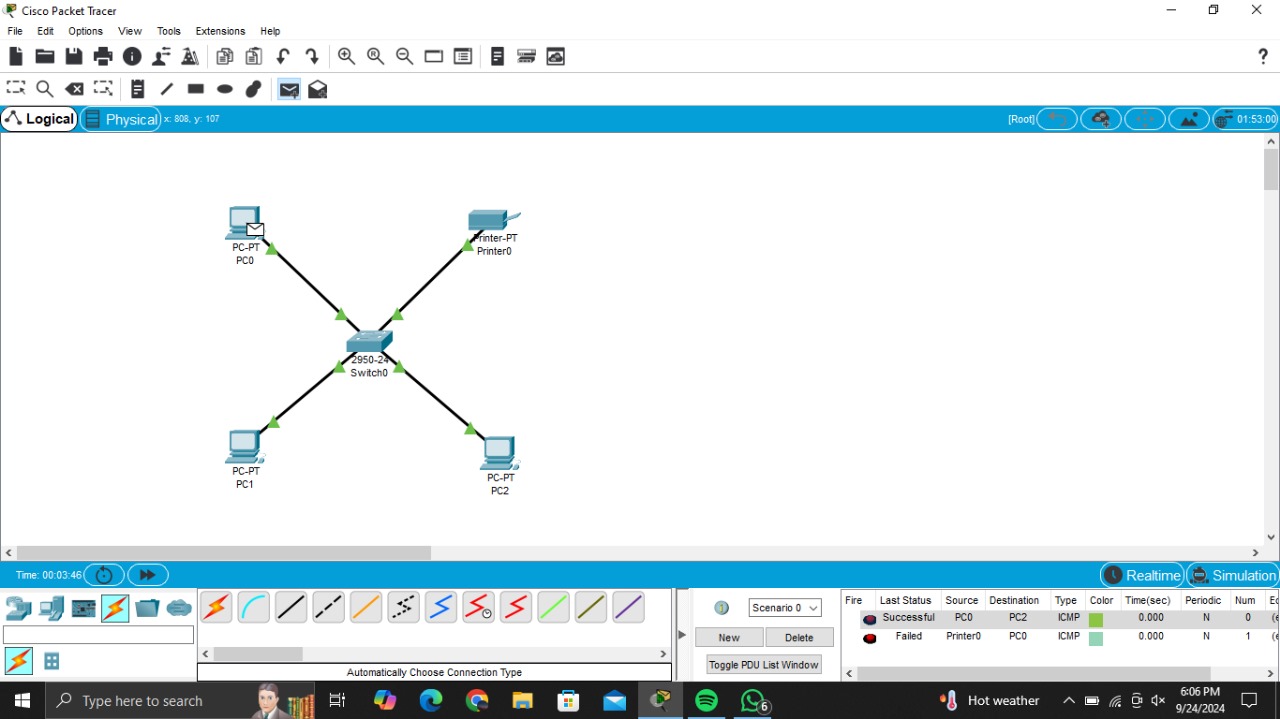 Cisco Packet Tracer
File Edit Options View Tools Extensions Help
?
Logical Physical x: 808, y: 107 [Root] 01:53:00
PC-PT
PC0
Printer-PT
Printer0
2950-24
Switch0
PC-PT
PC1
PC-PT
PC2
Time: 00:03:46 Realtime Simulation
Scenario 0
New Delete
Toggle PDU List Window
Automatically Choose Connection Type
Fire Last Status Source Destination Type Color Time(sec) Periodic Num
Successful PC0 PC2 ICMP 0.000 N 0
Failed Printer0 PC0 ICMP 0.000 N 1
Type here to search
6
Hot weather
6:06 PM
9/24/2024